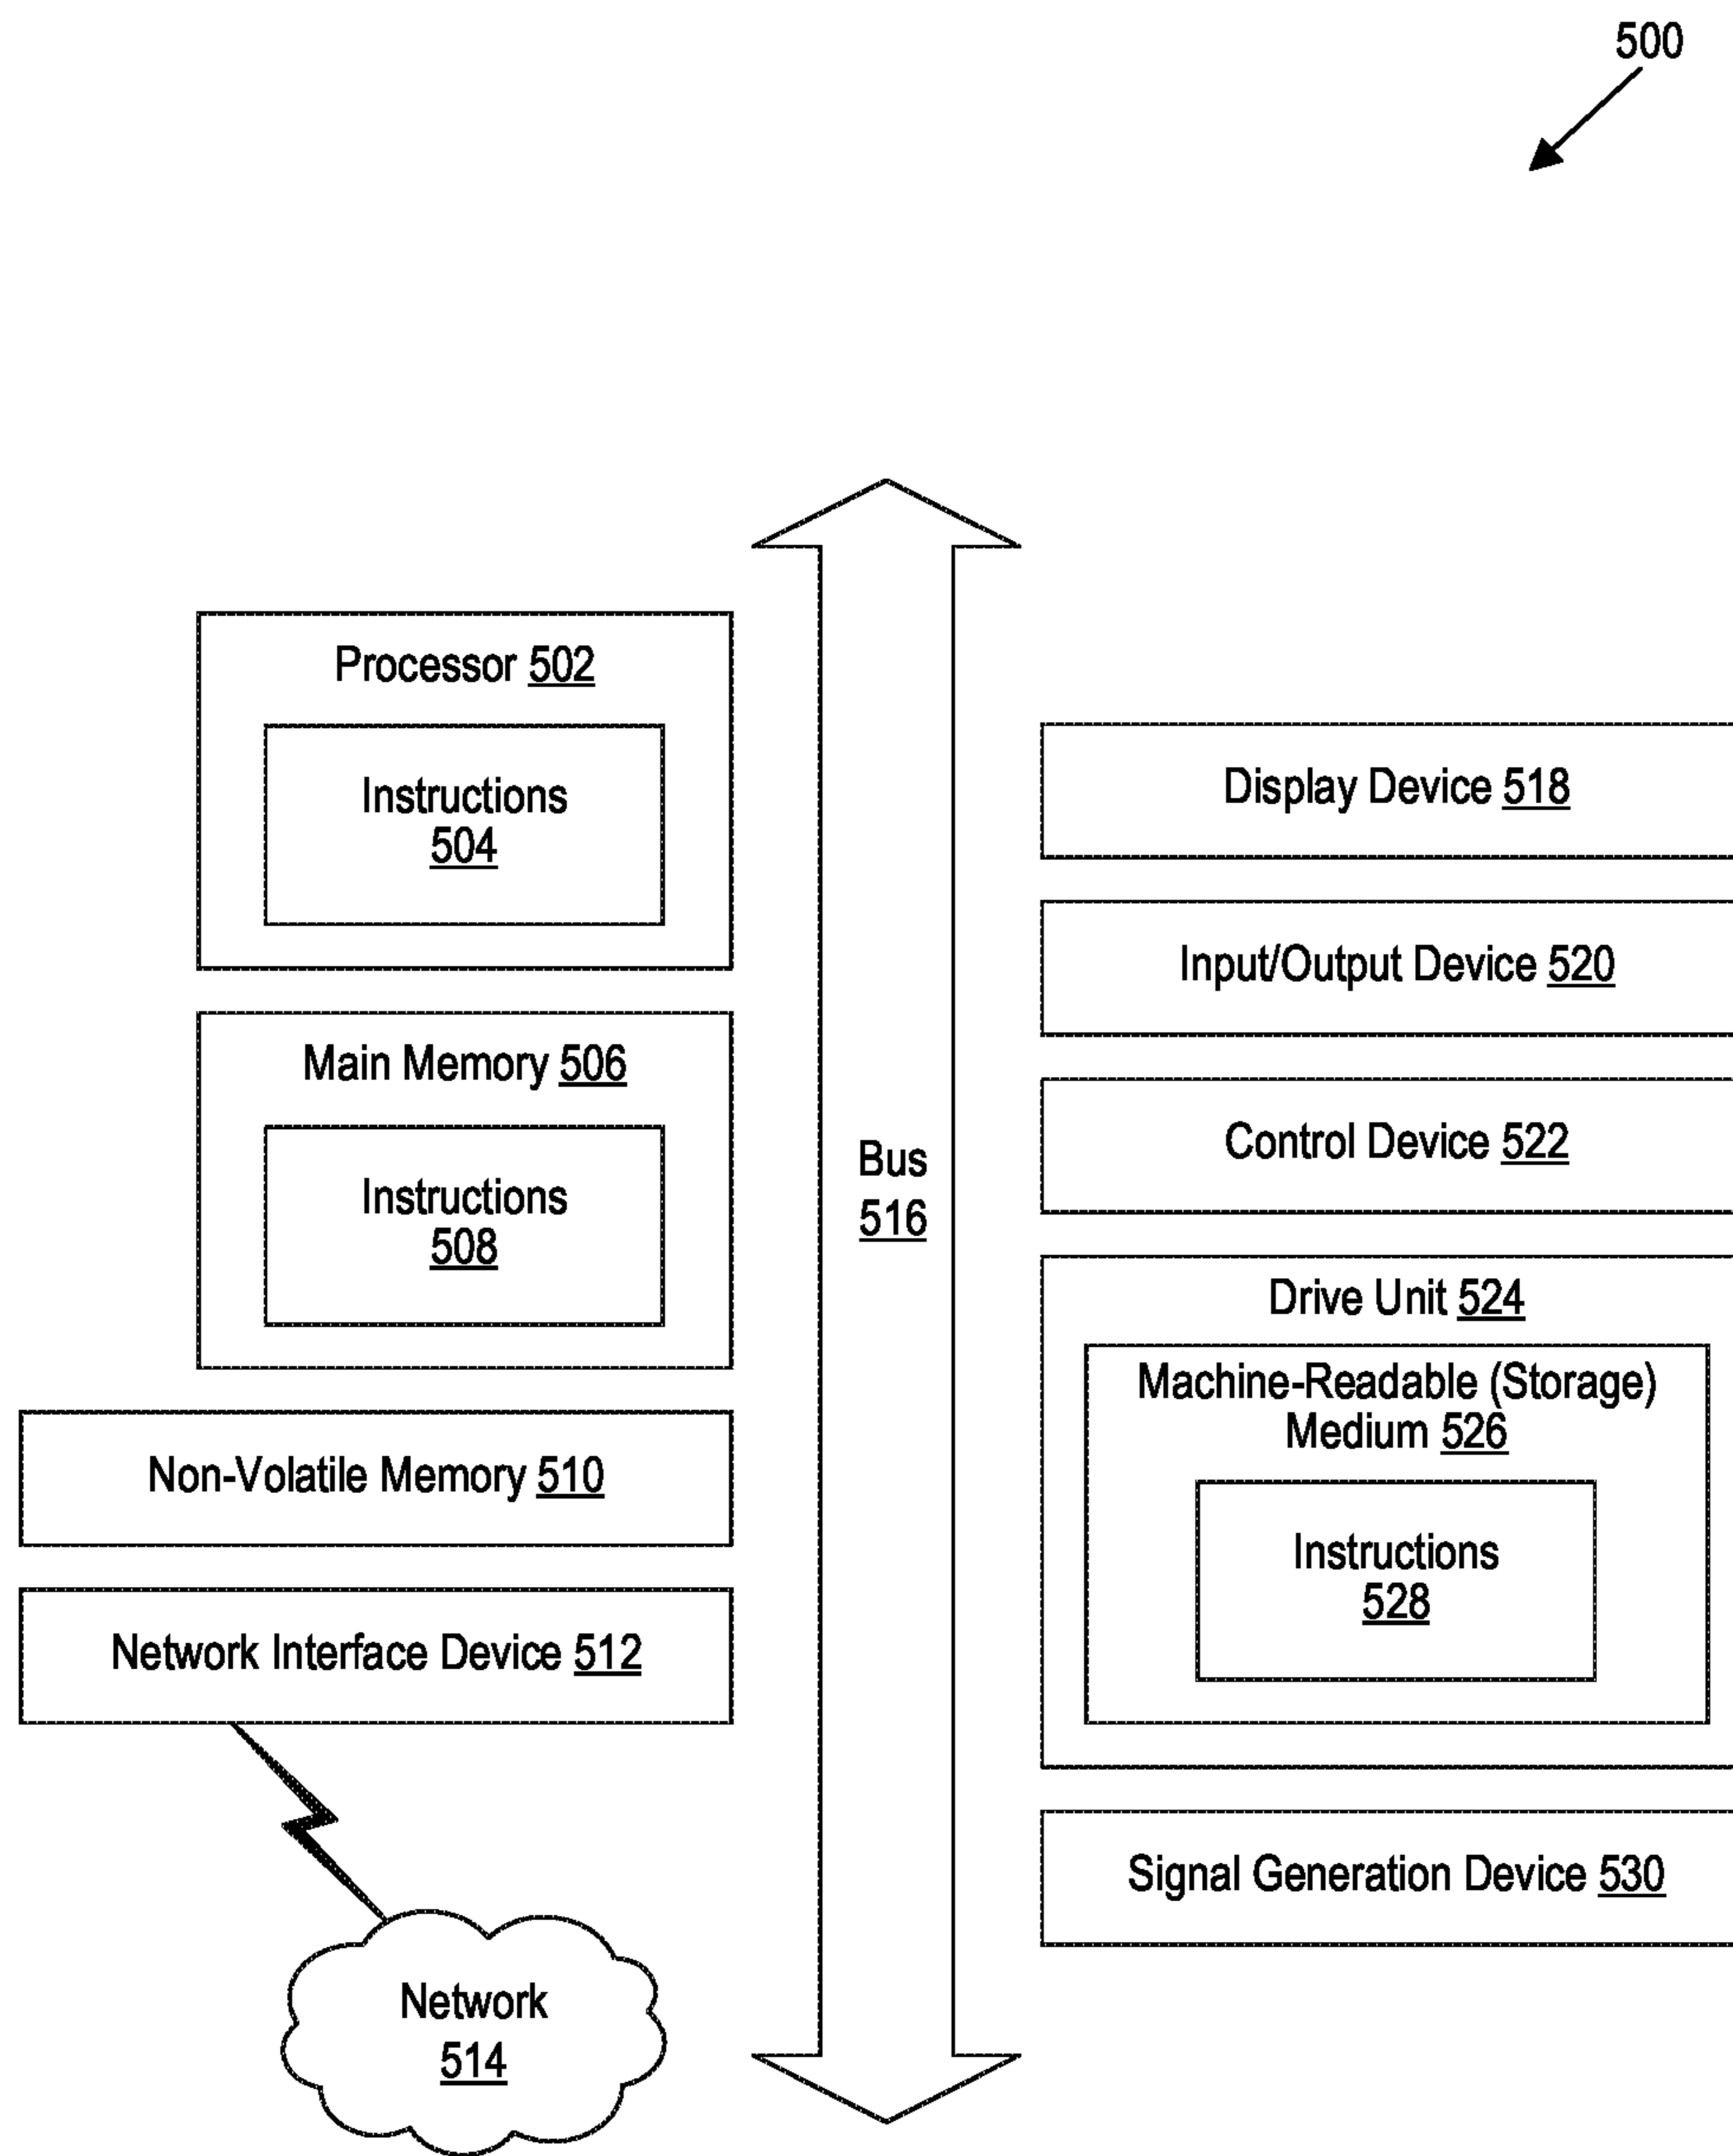 500
Processor 502
Instructions
504
Main Memory 506
Instructions
508
Non-Volatile Memory 510
Network Interface Device 512
Network
514
Bus
516
Display Device 518
Input/Output Device 520
Control Device 522
Drive Unit 524
Machine-Readable (Storage)
Medium 526
Instructions
528
Signal Generation Device 530